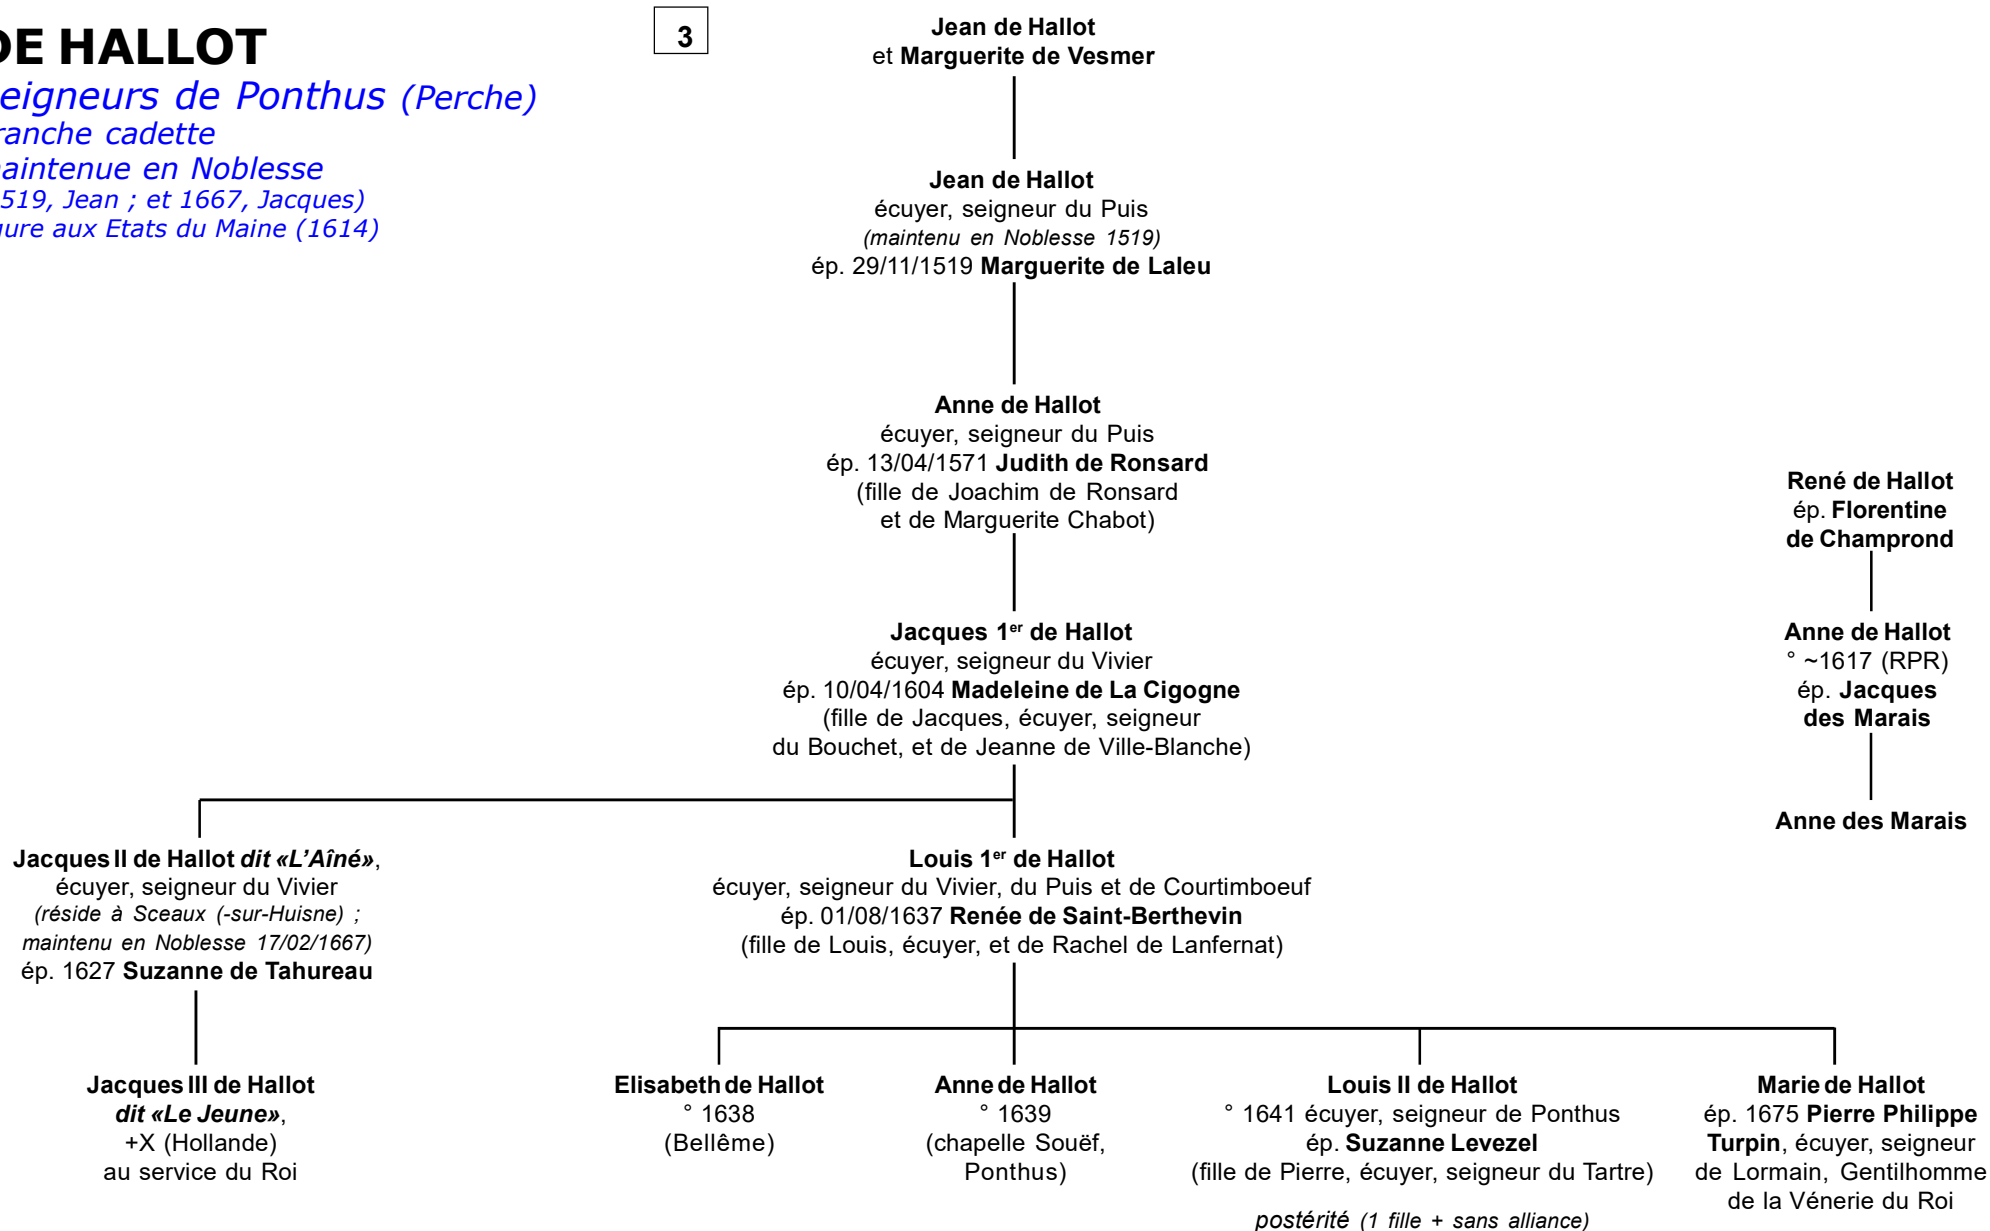 DE HALLOT
eigneurs de Ponthus (Perche)
ranche cadette
aintenue en Noblesse
519, Jean ; et 1667, Jacques)
gure aux Etats du Maine (1614)
3
Jean de Hallot
et Marguerite de Vesmer
Jean de Hallot
écuyer, seigneur du Puis
(maintenu en Noblesse 1519)
ép. 29/11/1519 Marguerite de Laleu
Anne de Hallot
écuyer, seigneur du Puis
ép. 13/04/1571 Judith de Ronsard
(fille de Joachim de Ronsard
et de Marguerite Chabot)
René de Hallot
ép. Florentine
de Champrond
Jacques 1er de Hallot
écuyer, seigneur du Vivier
ép. 10/04/1604 Madeleine de La Cigogne
(fille de Jacques, écuyer, seigneur
du Bouchet, et de Jeanne de Ville-Blanche)
Anne de Hallot
° ~1617 (RPR)
ép. Jacques
des Marais
Anne des Marais
Jacques II de Hallot dit «L’Aîné»,
écuyer, seigneur du Vivier
(réside à Sceaux (-sur-Huisne) ;
maintenu en Noblesse 17/02/1667)
ép. 1627 Suzanne de Tahureau
Louis 1er de Hallot
écuyer, seigneur du Vivier, du Puis et de Courtimboeuf
ép. 01/08/1637 Renée de Saint-Berthevin
(fille de Louis, écuyer, et de Rachel de Lanfernat)
Jacques III de Hallot
dit «Le Jeune»,
+X (Hollande)
au service du Roi
Elisabeth de Hallot
° 1638
(Bellême)
Anne de Hallot
° 1639
(chapelle Souëf,
Ponthus)
Louis II de Hallot
° 1641 écuyer, seigneur de Ponthus
ép. Suzanne Levezel
(fille de Pierre, écuyer, seigneur du Tartre)
postérité (1 fille + sans alliance)
Marie de Hallot
ép. 1675 Pierre Philippe
Turpin, écuyer, seigneur
de Lormain, Gentilhomme
de la Vénerie du Roi